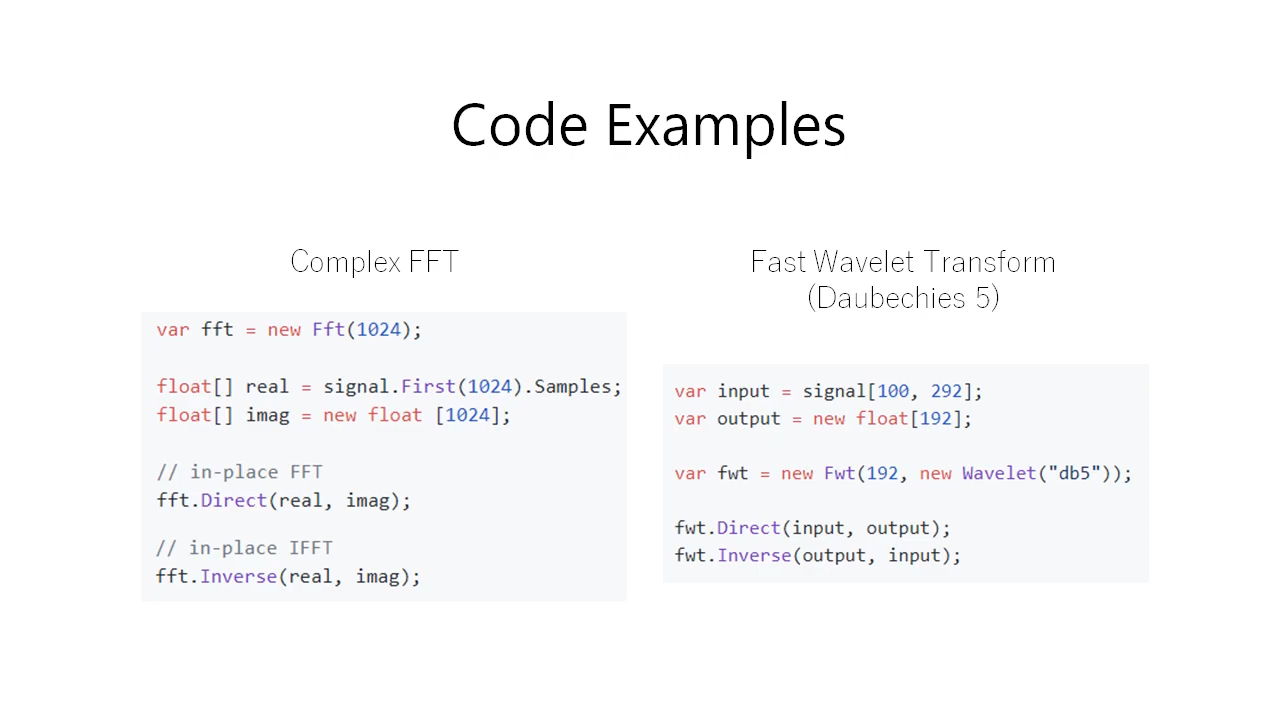 Code Examples
Complex FFT
var fft = new Fft(1024);
float[] real = signal.First(1024).Samples;
float[] imag = new float [1024];
// in-place FFT
fft.Direct(real, imag);
// in-place IFFT
fft.Inverse(real, imag);
Fast Wavelet Transform
(Daubechies 5)
var input = signal[100, 292];
var output = new float[192];
var fwt = new Fwt(192, new Wavelet("db5"));
fwt.Direct(input, output);
fwt.Inverse(output, input);